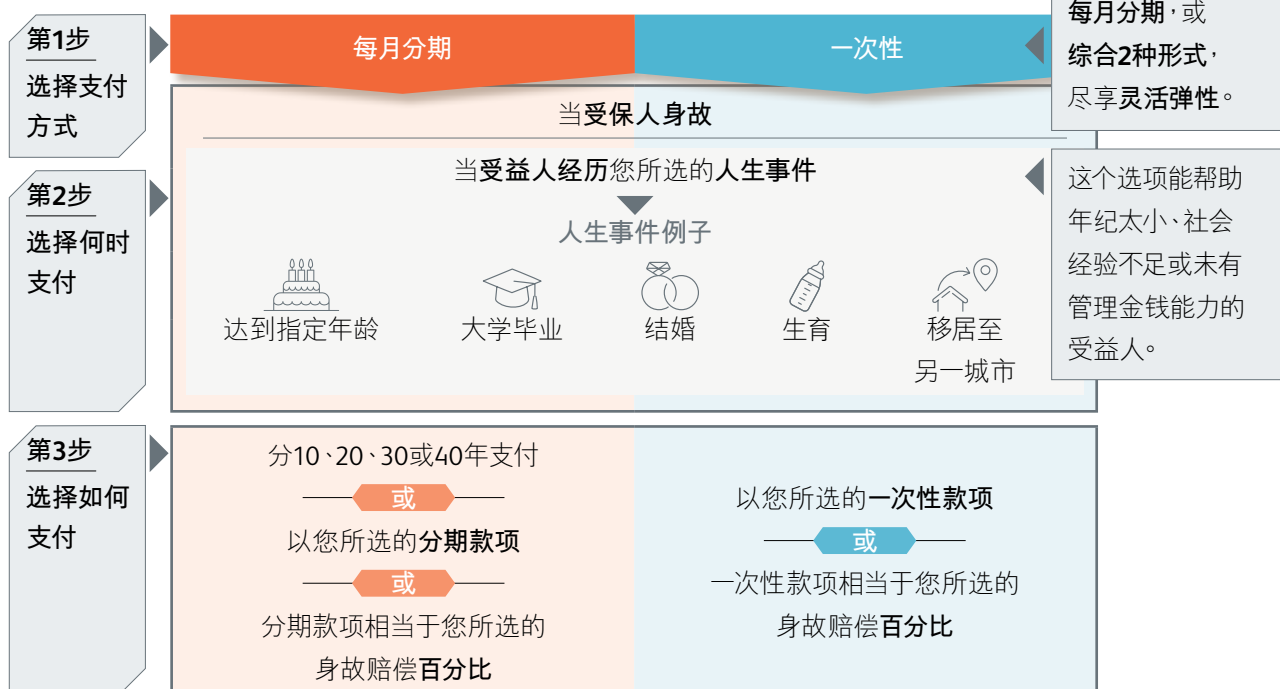 第1步
选择支付
方式
每月分期
一次性
每月分期，或
综合2种形式，
尽享灵活弹性。
当受保人身故
第2步
选择何时
支付
当受益人经历您所选的人生事件
人生事件例子
达到指定年龄
大学毕业
结婚
生育
移居至
另一城市
这个选项能帮助
年纪太小、社会
经验不足或未有
管理金钱能力的
受益人。
第3步
选择如何
支付
分10、20、30或40年支付
或
以您所选的分期款项
或
分期款项相当于您所选的
身故赔偿百分比
以您所选的一次性款项
或
一次性款项相当于您所选的
身故赔偿百分比